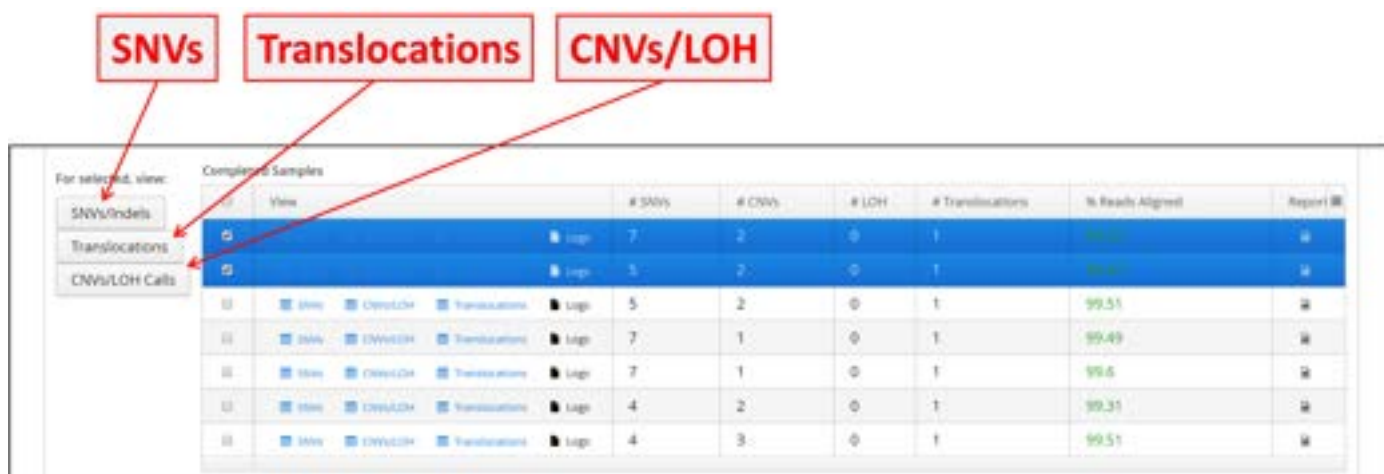 SNVs Translocations CNVs/LOH
For selected, view:
SNVs/Indels
Translocations
CNVs/LOH Calls
Completed Samples
View # SNVs # CNVs # LOH # Translocations % Reads Aligned Report
Logs 7 2 0 1
Logs 5 2 0 1
SNVs CNVs/LOH Translocations Logs 5 2 0 1 99.51
SNVs CNVs/LOH Translocations Logs 7 1 0 1 99.49
SNVs CNVs/LOH Translocations Logs 7 1 0 1 99.6
SNVs CNVs/LOH Translocations Logs 4 2 0 1 99.31
SNVs CNVs/LOH Translocations Logs 4 3 0 1 99.51